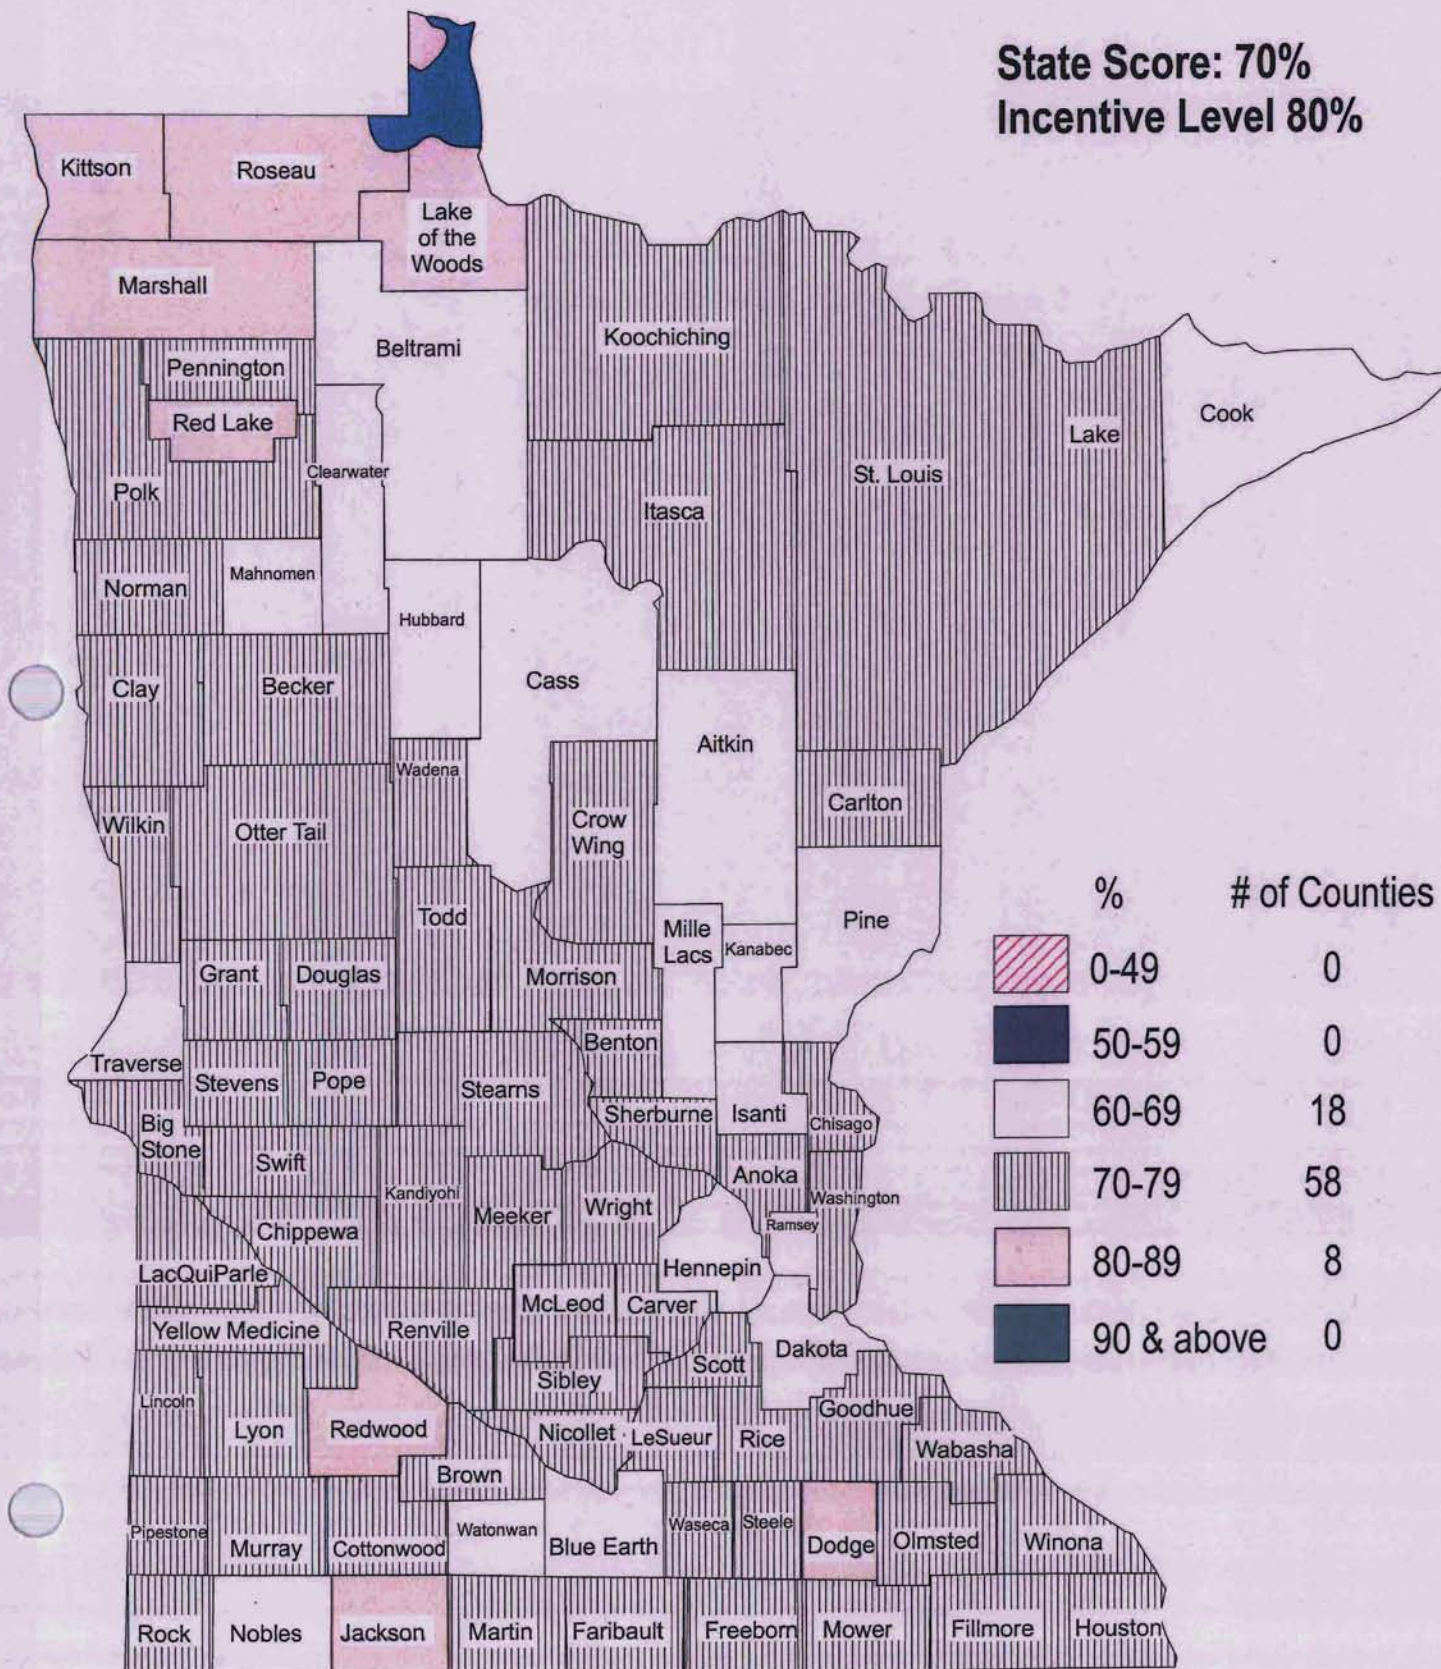 State Score: 70%
Incentive Level 80%
Kittson
Roseau
Lake
of the
Woods
Marshall
Beltrami
Koochiching
Pennington
Red Lake
Clearwater
Polk
Cook
Lake
St. Louis
Itasca
Norman
Mahnomen
Hubbard
Clay
Becker
Cass
Aitkin
Wadena
Carlton
Wilkin
Otter Tail
Crow
Wing
Todd
Mille
Lacs
Kanabec
Pine
Grant
Douglas
Morrison
Traverse
Stevens
Pope
Stearns
Benton
Sherburne
Isanti
Chisago
Big
Stone
Swift
Kandiyohi
Meeker
Wright
Anoka
Washington
Ramsey
Chippewa
LacQuiParle
Hennepin
McLeod
Carver
Yellow Medicine
Renville
Scott
Dakota
Sibley
Lincoln
Lyon
Redwood
Nicollet
LeSueur
Rice
Goodhue
Wabasha
Brown
Pipestone
Murray
Cottonwood
Watonwan
Blue Earth
Waseca
Steele
Dodge
Olmsted
Winona
Rock
Nobles
Jackson
Martin
Faribault
Freeborn
Mower
Fillmore
Houston
% # of Counties
0-49 0
50-59 0
60-69 18
70-79 58
80-89 8
90 & above 0